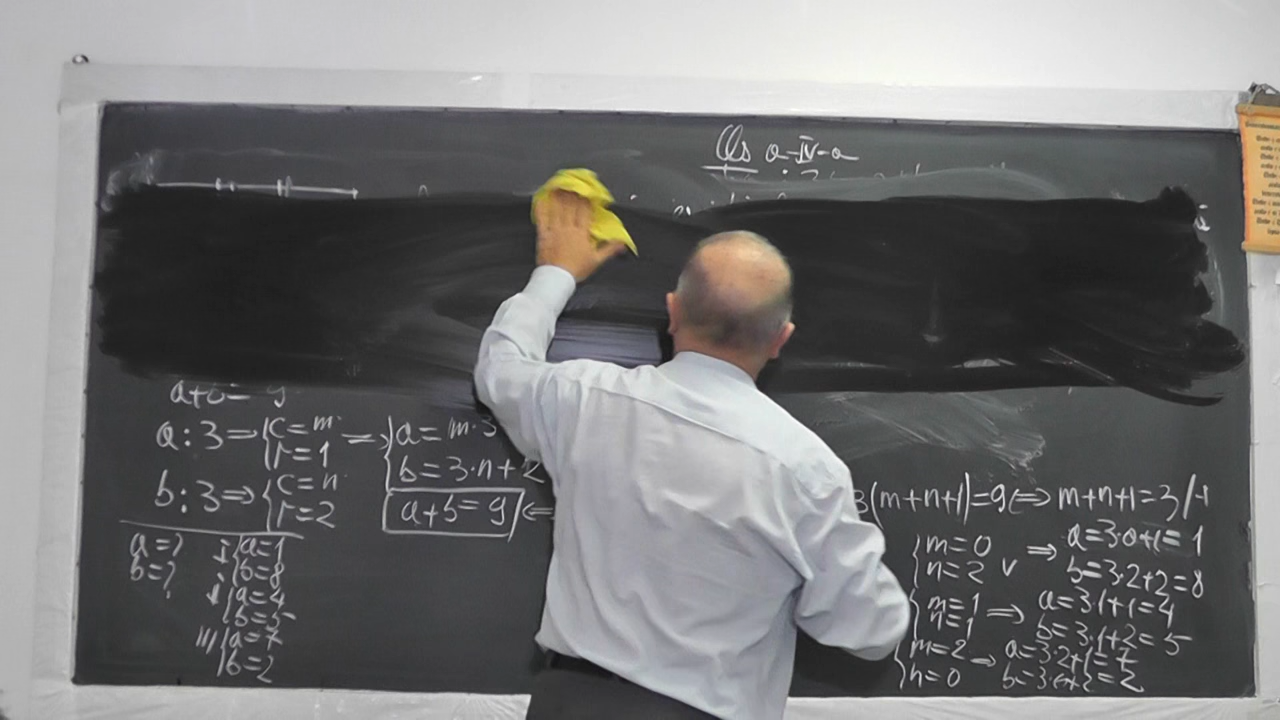 a-IV-a
a+b= 9
a:3⇒{c=m
r=1
⇒{a=m·3
b=3·n+2
b:3⇒{c=n
r=2
a+b=9 ⇐
a=?
b=?
I{a=1
b=8
{a=4
b=5
III{a=7
b=2
3(m+n+1)=9⇔m+n+1=3/-1
{m=0
n=2 v
⇒ a=3·0+1=1
b=3·2+2=8
{m=1
n=1
⇒ a=3·1+1=4
b=3·1+2=5
{m=2
n=0
⇒ a=3·2+1=7
=2